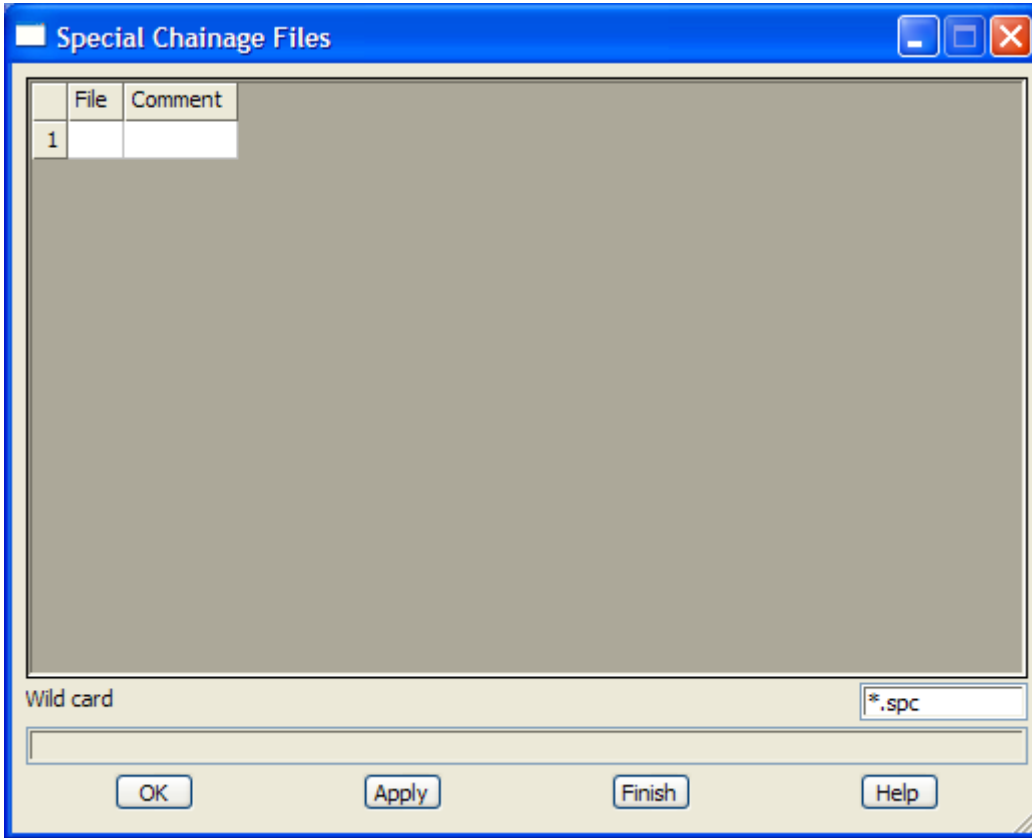 Special Chainage Files
File Comment
1
Wild card *.spc
OK Apply Finish Help